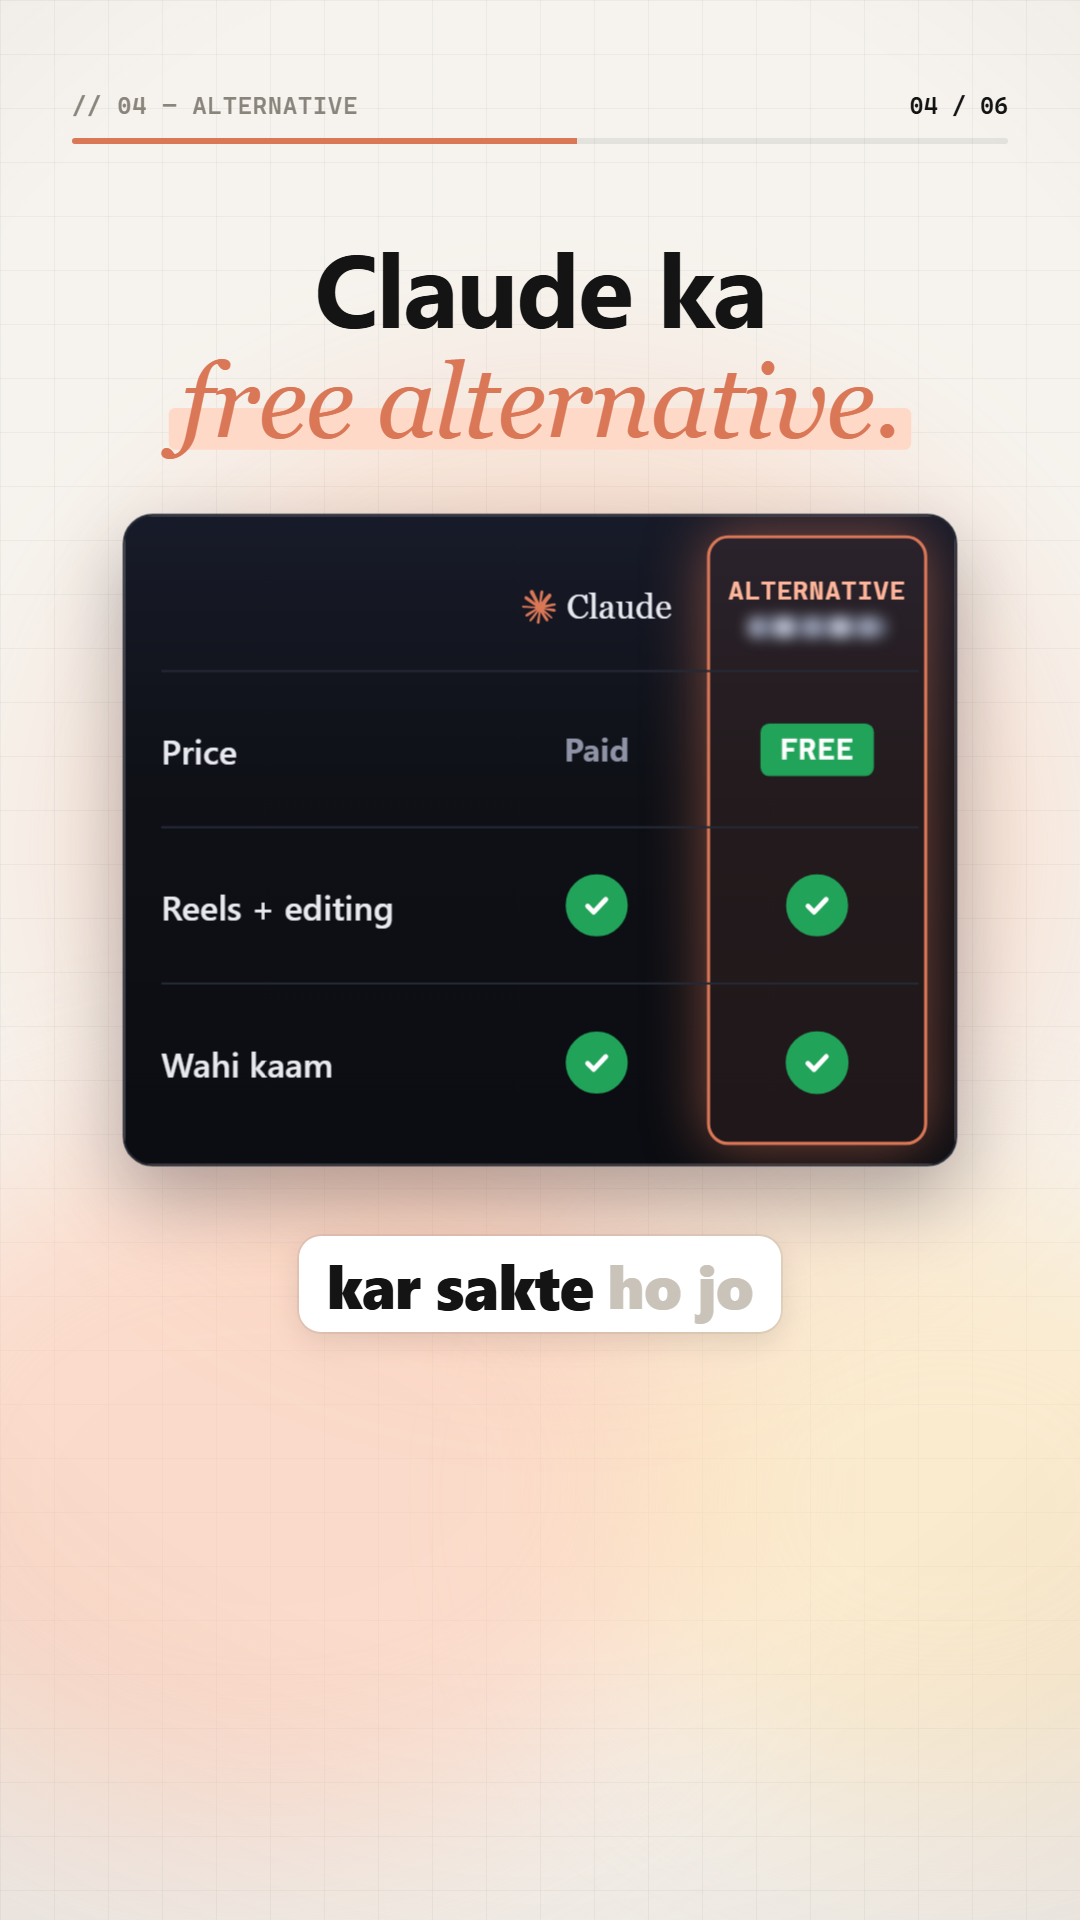 // 04 — ALTERNATIVE
04 / 06
Claude ka
free alternative.
Claude
ALTERNATIVE
Price
Paid
FREE
Reels + editing
Wahi kaam
kar sakte ho jo